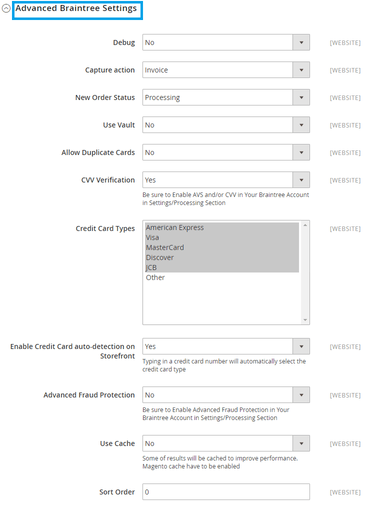 Advanced Braintree Settings
Debug No [WEBSITE]
Capture action Invoice [WEBSITE]
New Order Status Processing [WEBSITE]
Use Vault No [WEBSITE]
Allow Duplicate Cards No [WEBSITE]
CVV Verification Yes [WEBSITE]
Be sure to Enable AVS and/or CVV in Your Braintree Account
in Settings/Processing Section
Credit Card Types American Express [WEBSITE]
Visa
MasterCard
Discover
JCB
Other
Enable Credit Card auto-detection on Yes [WEBSITE]
Storefront
Typing in a credit card number will automatically select the
credit card type
Advanced Fraud Protection No [WEBSITE]
Be sure to Enable Advanced Fraud Protection in Your
Braintree Account in Settings/Processing Section
Use Cache No [WEBSITE]
Some of results will be cached to improve performance.
Magento cache have to be enabled
Sort Order 0 [WEBSITE]